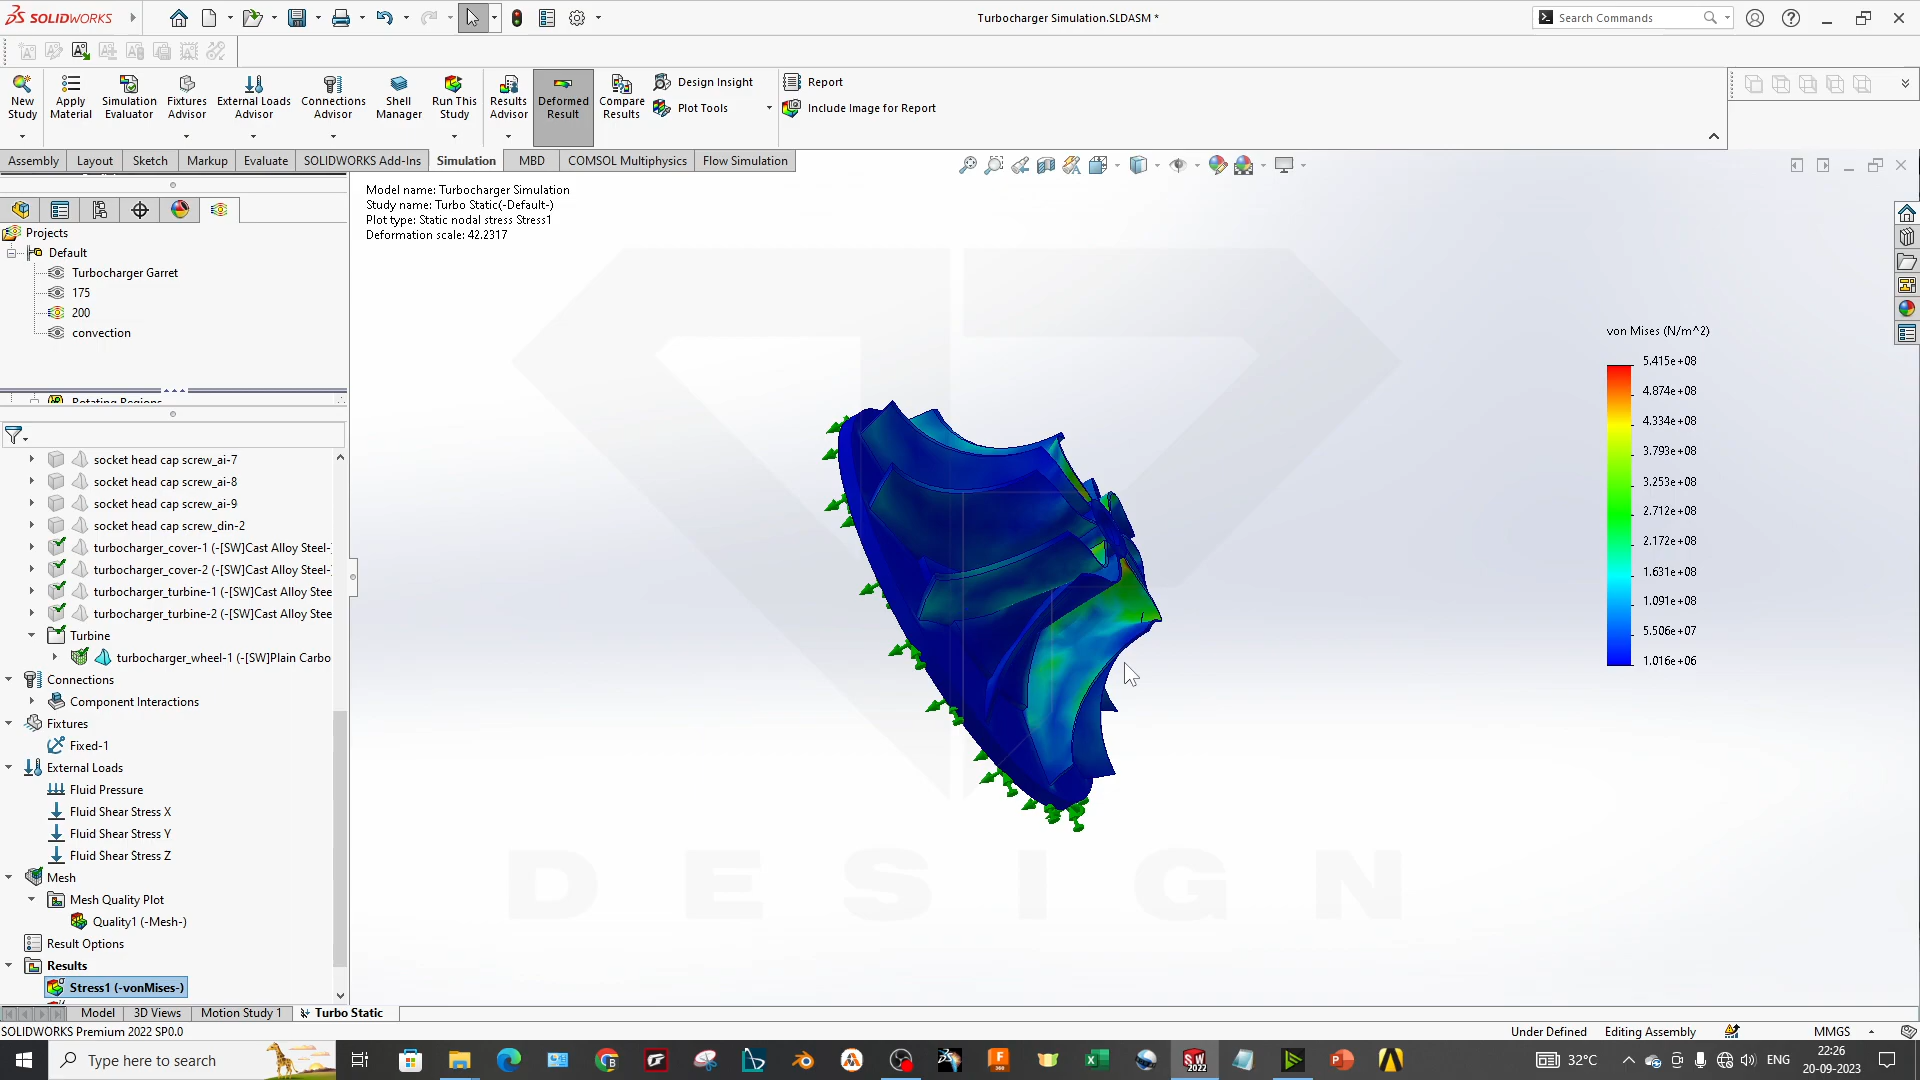 SOLIDWORKS
Turbocharger Simulation.SLDASM *
Search Commands
New Study
Apply Material
Simulation Evaluator
Fixtures Advisor
External Loads Advisor
Connections Advisor
Shell Manager
Run This Study
Results Advisor
Deformed Result
Compare Results
Design Insight
Plot Tools
Report
Include Image for Report
Assembly Layout Sketch Markup Evaluate SOLIDWORKS Add-Ins Simulation MBD COMSOL Multiphysics Flow Simulation
Model name: Turbocharger Simulation
Study name: Turbo Static(-Default-)
Plot type: Static nodal stress Stress1
Deformation scale: 42.2317
Projects
Default
Turbocharger Garret
175
200
convection
Rotating Regions
socket head cap screw_ai-7
socket head cap screw_ai-8
socket head cap screw_ai-9
socket head cap screw_din-2
turbocharger_cover-1 (-[SW]Cast Alloy Steel-
turbocharger_cover-2 (-[SW]Cast Alloy Steel-
turbocharger_turbine-1 (-[SW]Cast Alloy Stee
turbocharger_turbine-2 (-[SW]Cast Alloy Stee
Turbine
turbocharger_wheel-1 (-[SW]Plain Carbo
Connections
Component Interactions
Fixtures
Fixed-1
External Loads
Fluid Pressure
Fluid Shear Stress X
Fluid Shear Stress Y
Fluid Shear Stress Z
Mesh
Mesh Quality Plot
Quality1 (-Mesh-)
Result Options
Results
Stress1 (-vonMises-)
von Mises (N/m^2)
5.415e+08
4.874e+08
4.334e+08
3.793e+08
3.253e+08
2.712e+08
2.172e+08
1.631e+08
1.091e+08
5.506e+07
1.016e+06
DESIGN
Model 3D Views Motion Study 1 Turbo Static
SOLIDWORKS Premium 2022 SP0.0
Under Defined Editing Assembly MMGS
Type here to search
SW 2022
32°C
ENG
22:26
20-09-2023